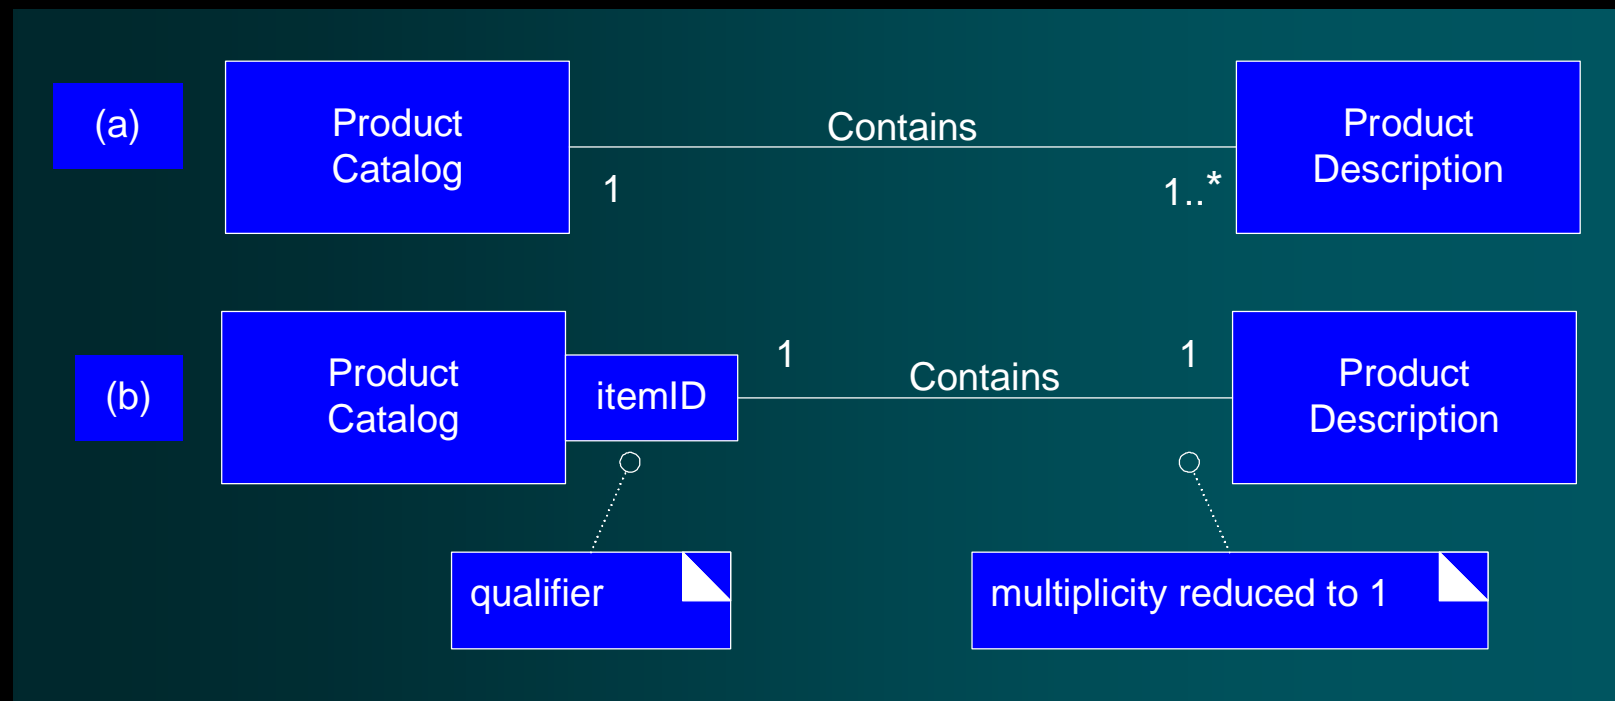 (a)
Product
Catalog
Contains
1
1..*
Product
Description
(b)
Product
Catalog
itemID
1
Contains
1
Product
Description
qualifier
multiplicity reduced to 1